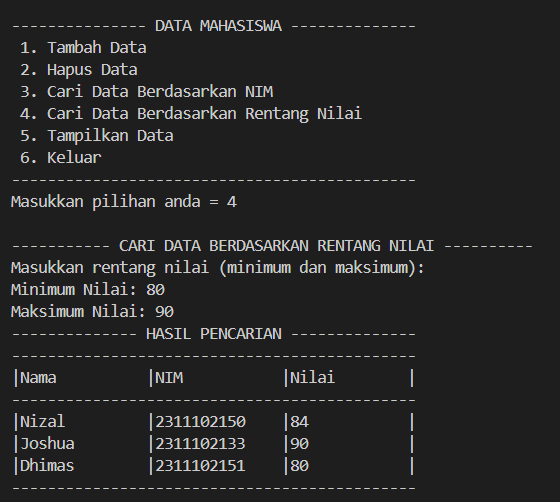 --------------- DATA MAHASISWA --------------
1. Tambah Data
2. Hapus Data
3. Cari Data Berdasarkan NIM
4. Cari Data Berdasarkan Rentang Nilai
5. Tampilkan Data
6. Keluar
---------------------------------------------
Masukkan pilihan anda = 4
----------- CARI DATA BERDASARKAN RENTANG NILAI ----------
Masukkan rentang nilai (minimum dan maksimum):
Minimum Nilai: 80
Maksimum Nilai: 90
-------------- HASIL PENCARIAN --------------
---------------------------------------------
|Nama          |NIM           |Nilai        |
---------------------------------------------
|Nizal         |2311102150    |84           |
|Joshua        |2311102133    |90           |
|Dhimas        |2311102151    |80           |
---------------------------------------------